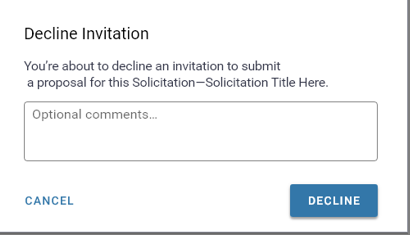 Decline Invitation
You're about to decline an invitation to submit
a proposal for this Solicitation—Solicitation Title Here.
Optional comments...
CANCEL
DECLINE